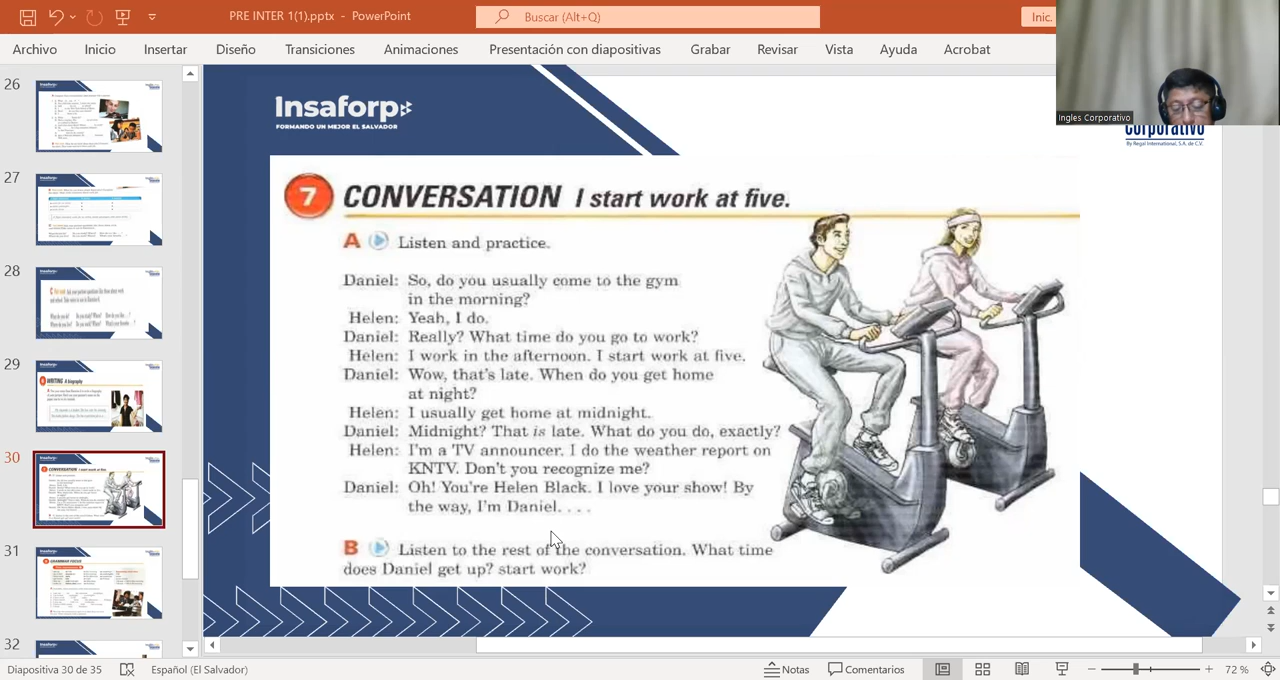 PRE INTER 1(1).pptx - PowerPoint
Buscar (Alt+Q)
Inic.
Archivo Inicio Insertar Diseño Transiciones Animaciones Presentación con diapositivas Grabar Revisar Vista Ayuda Acrobat
Ingles Corporativo
26
27
28
29
30
31
32
Insaforp
FORMANDO UN MEJOR EL SALVADOR
Corporativo
By Regal International, S.A. de C.V.
7 CONVERSATION I start work at five.
A Listen and practice.
Daniel: So, do you usually come to the gym
in the morning?
Helen: Yeah, I do.
Daniel: Really? What time do you go to work?
Helen: I work in the afternoon. I start work at five.
Daniel: Wow, that's late. When do you get home
at night?
Helen: I usually get home at midnight.
Daniel: Midnight? That is late. What do you do, exactly?
Helen: I'm a TV announcer. I do the weather report on
KNTV. Don't you recognize me?
Daniel: Oh! You're Helen Black. I love your show! By
the way, I'm Daniel. . . .
B Listen to the rest of the conversation. What time
does Daniel get up? start work?
Diapositiva 30 de 35 Español (El Salvador) Notas Comentarios 72 %